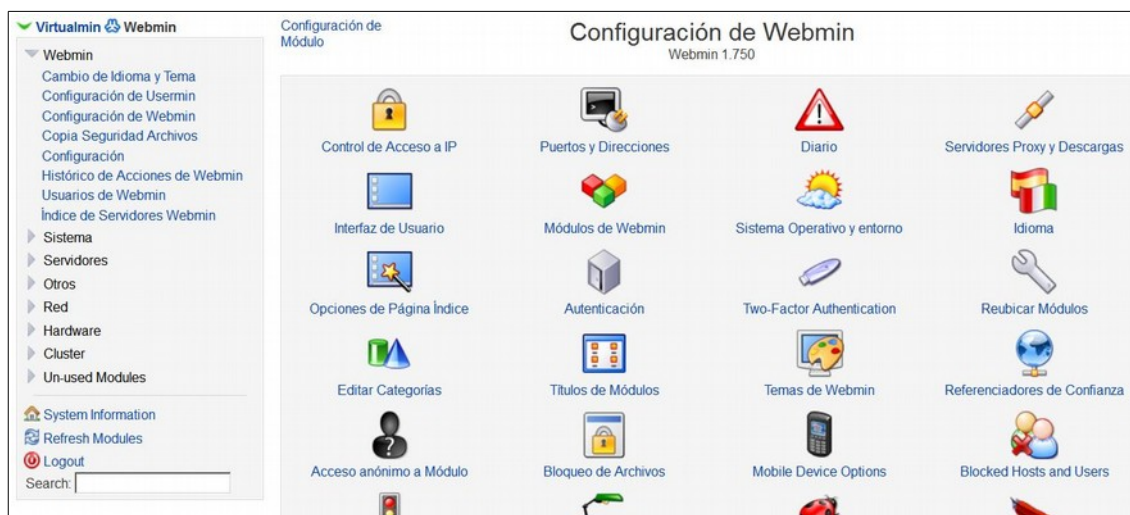 Virtualmin Webmin
Webmin
Cambio de Idioma y Tema
Configuración de Usermin
Configuración de Webmin
Copia Seguridad Archivos
Configuración
Histórico de Acciones de Webmin
Usuarios de Webmin
Índice de Servidores Webmin
Sistema
Servidores
Otros
Red
Hardware
Cluster
Un-used Modules
System Information
Refresh Modules
Logout
Search:
Configuración de
Módulo
Configuración de Webmin
Webmin 1.750
Control de Acceso a IP
Puertos y Direcciones
Diario
Servidores Proxy y Descargas
Interfaz de Usuario
Módulos de Webmin
Sistema Operativo y entorno
Idioma
Opciones de Página Índice
Autenticación
Two-Factor Authentication
Reubicar Módulos
Editar Categorías
Títulos de Módulos
Temas de Webmin
Referenciadores de Confianza
Acceso anónimo a Módulo
Bloqueo de Archivos
Mobile Device Options
Blocked Hosts and Users